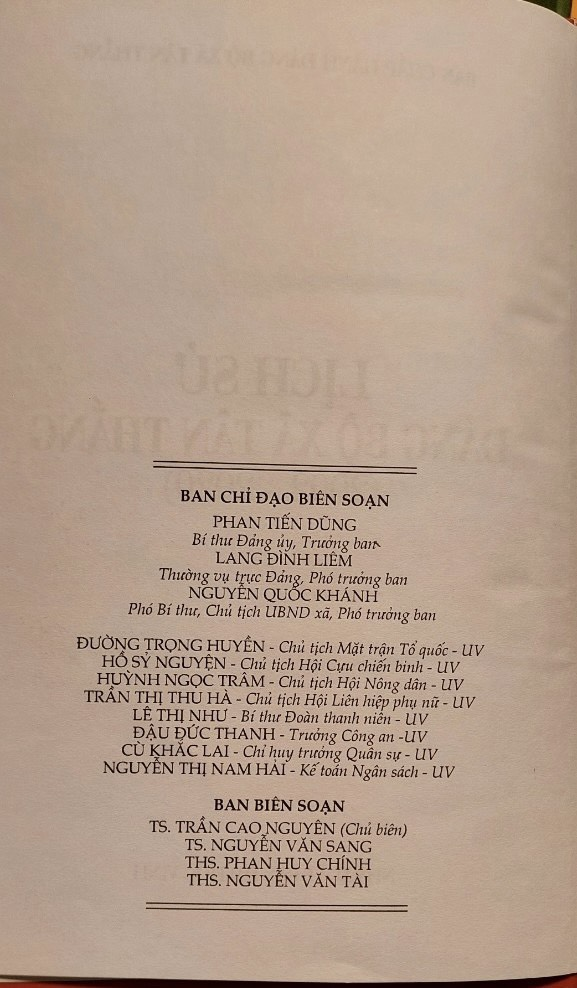 BAN CHỈ ĐẠO BIÊN SOẠN
PHAN TIẾN DŨNG
Bí thư Đảng ủy, Trưởng ban
LANG ĐÌNH LIÊM
Thường vụ trực Đảng, Phó trưởng ban
NGUYỄN QUỐC KHÁNH
Phó Bí thư, Chủ tịch UBND xã, Phó trưởng ban
ĐƯỜNG TRỌNG HUYỀN - Chủ tịch Mặt trận Tổ quốc - UV
HỒ SỶ NGUYỆN - Chủ tịch Hội Cựu chiến binh - UV
HUỲNH NGỌC TRÂM - Chủ tịch Hội Nông dân - UV
TRẦN THỊ THU HÀ - Chủ tịch Hội Liên hiệp phụ nữ - UV
LÊ THỊ NHƯ - Bí thư Đoàn thanh niên - UV
ĐẬU ĐỨC THANH - Trưởng Công an -UV
CÙ KHẮC LAI - Chỉ huy trưởng Quân sự - UV
NGUYỄN THỊ NAM HẢI - Kế toán Ngân sách - UV
BAN BIÊN SOẠN
TS. TRẦN CAO NGUYÊN (Chủ biên)
TS. NGUYỄN VĂN SANG
THS. PHAN HUY CHÍNH
THS. NGUYỄN VĂN TÀI